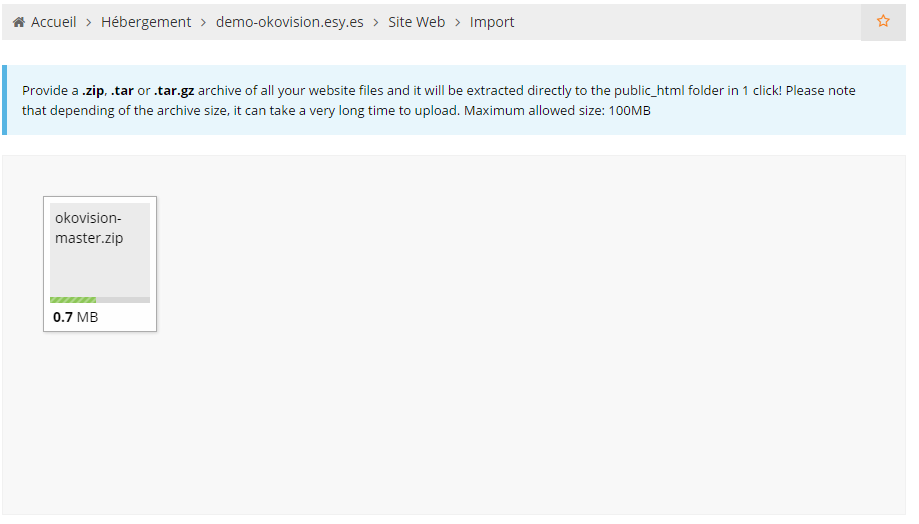 Accueil > Hébergement > demo-okovision.esy.es > Site Web > Import
Provide a .zip, .tar or .tar.gz archive of all your website files and it will be extracted directly to the public_html folder in 1 click! Please note
that depending of the archive size, it can take a very long time to upload. Maximum allowed size: 100MB
okovision-
master.zip
0.7 MB